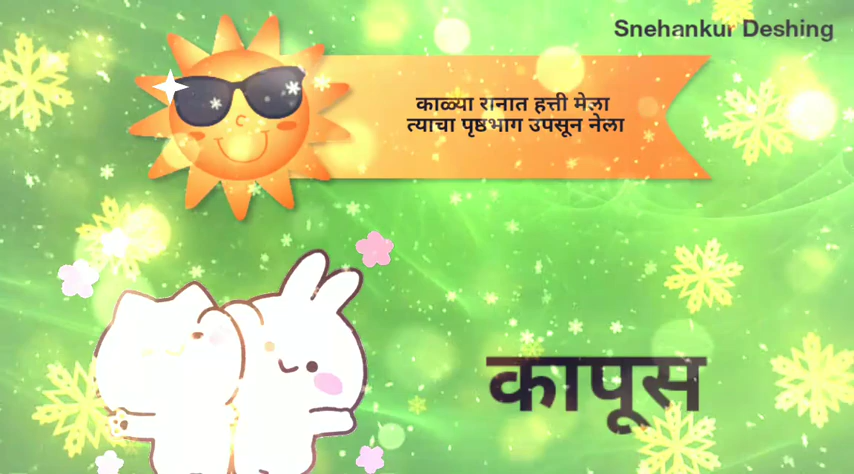 Snehankur Deshing
काळ्या रानात हत्ती मेला
त्याचा पृष्ठभाग उपसून नेला
कापूस